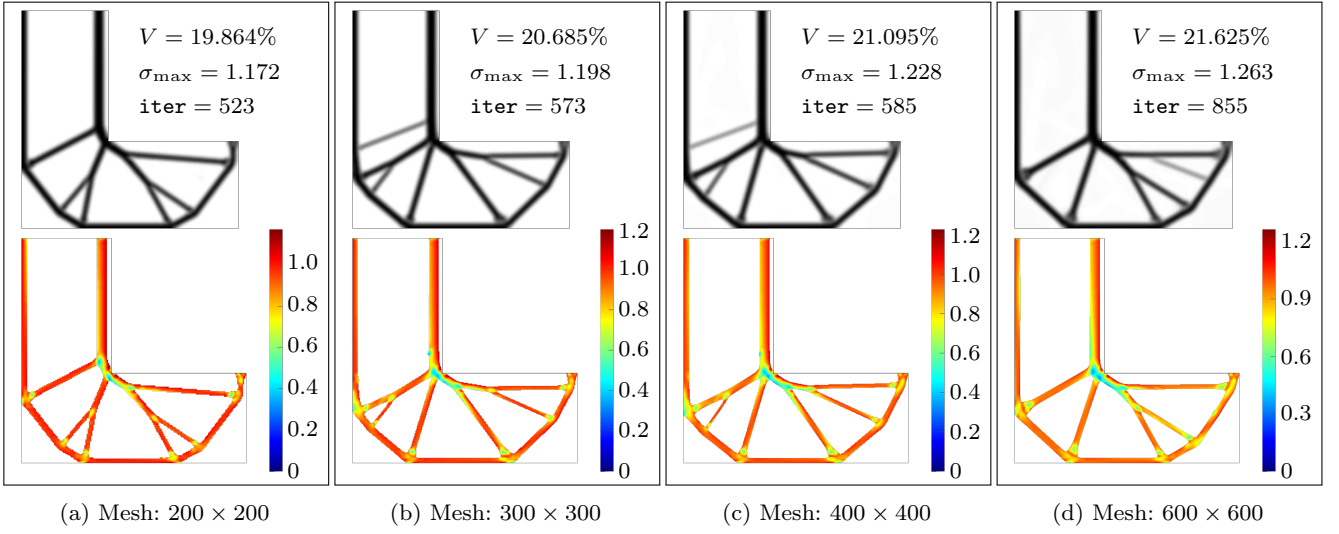 V = 19.864%
σmax = 1.172
iter = 523
1.0
0.8
0.6
0.4
0.2
0
(a) Mesh: 200 × 200
V = 20.685%
σmax = 1.198
iter = 573
1.2
1.0
0.8
0.6
0.4
0.2
0
(b) Mesh: 300 × 300
V = 21.095%
σmax = 1.228
iter = 585
1.2
1.0
0.8
0.6
0.4
0.2
0
(c) Mesh: 400 × 400
V = 21.625%
σmax = 1.263
iter = 855
1.2
0.9
0.6
0.3
0
(d) Mesh: 600 × 600